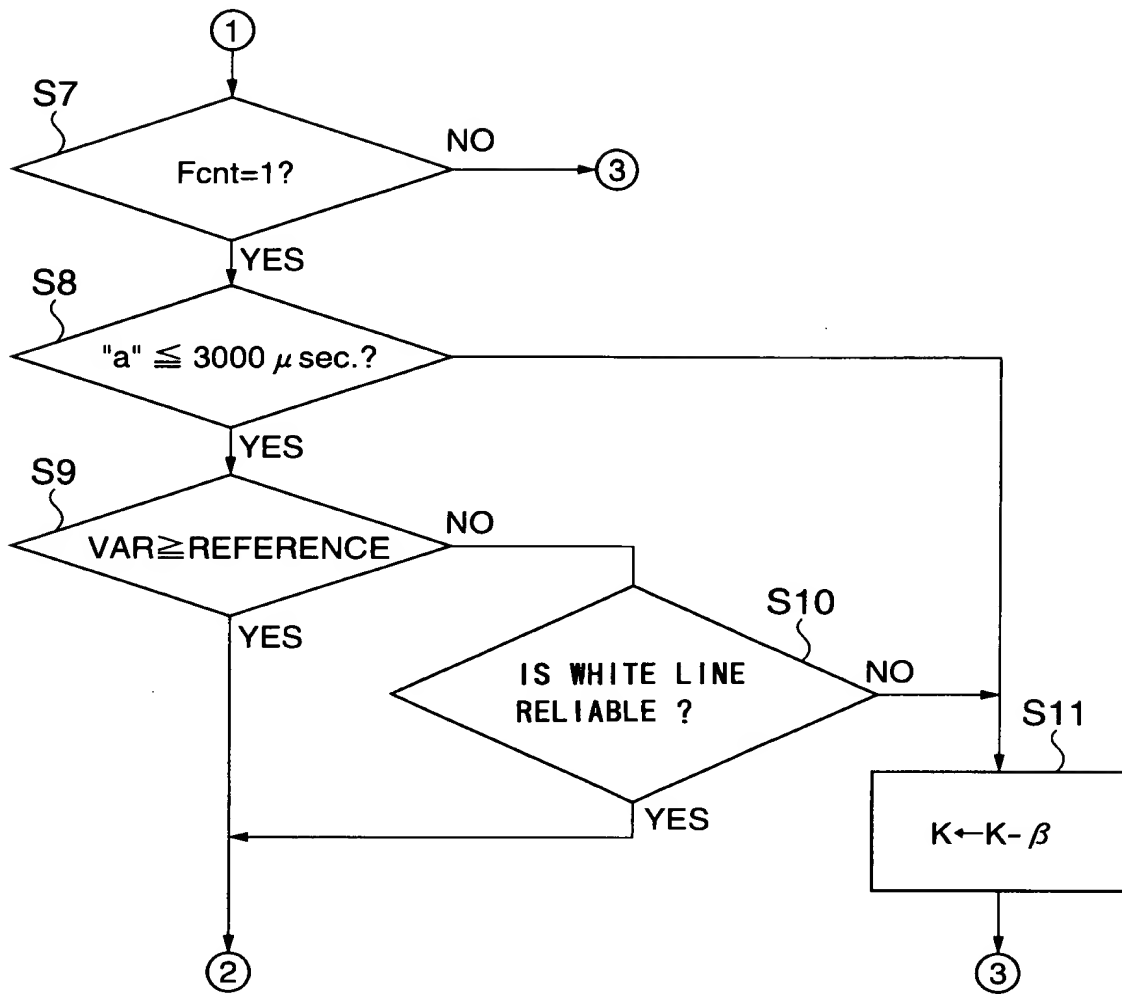 1
S7
Fcnt=1?
NO
3
YES
S8
"a" ≦ 3000 μ sec.?
YES
S9
VAR≧REFERENCE
NO
YES
S10
IS WHITE LINE
RELIABLE ?
NO
YES
S11
K←K-β
2
3